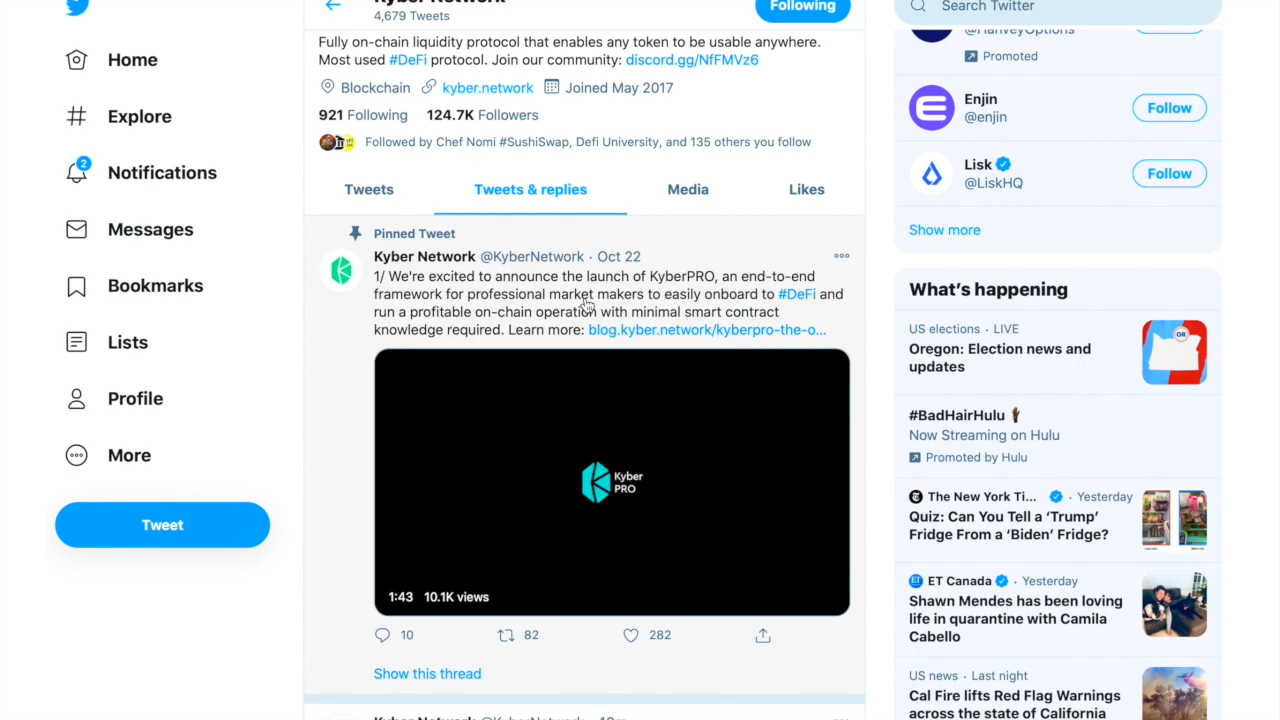 Home
Explore
2
Notifications
Messages
Bookmarks
Lists
Profile
More
Tweet
Kyber Network
4,679 Tweets
Following
Fully on-chain liquidity protocol that enables any token to be usable anywhere.
Most used #DeFi protocol. Join our community: discord.gg/NfFMVz6
Blockchain kyber.network Joined May 2017
921 Following 124.7K Followers
Followed by Chef Nomi #SushiSwap, Defi University, and 135 others you follow
Tweets Tweets & replies Media Likes
Pinned Tweet
Kyber Network @KyberNetwork · Oct 22
1/ We're excited to announce the launch of KyberPRO, an end-to-end
framework for professional market makers to easily onboard to #DeFi and
run a profitable on-chain operation with minimal smart contract
knowledge required. Learn more: blog.kyber.network/kyberpro-the-o...
Kyber
PRO
1:43 10.1K views
10 82 282
Show this thread
Kyber Network @KyberNetwork
Search Twitter
@HarveyOptions
Promoted
Enjin
@enjin
Follow
Lisk
@LiskHQ
Follow
Show more
What's happening
US elections · LIVE
Oregon: Election news and
updates
OR
#BadHairHulu
Now Streaming on Hulu
Promoted by Hulu
The New York Ti... · Yesterday
Quiz: Can You Tell a 'Trump'
Fridge From a 'Biden' Fridge?
ET Canada · Yesterday
Shawn Mendes has been loving
life in quarantine with Camila
Cabello
US news · Last night
Cal Fire lifts Red Flag Warnings
across the state of California